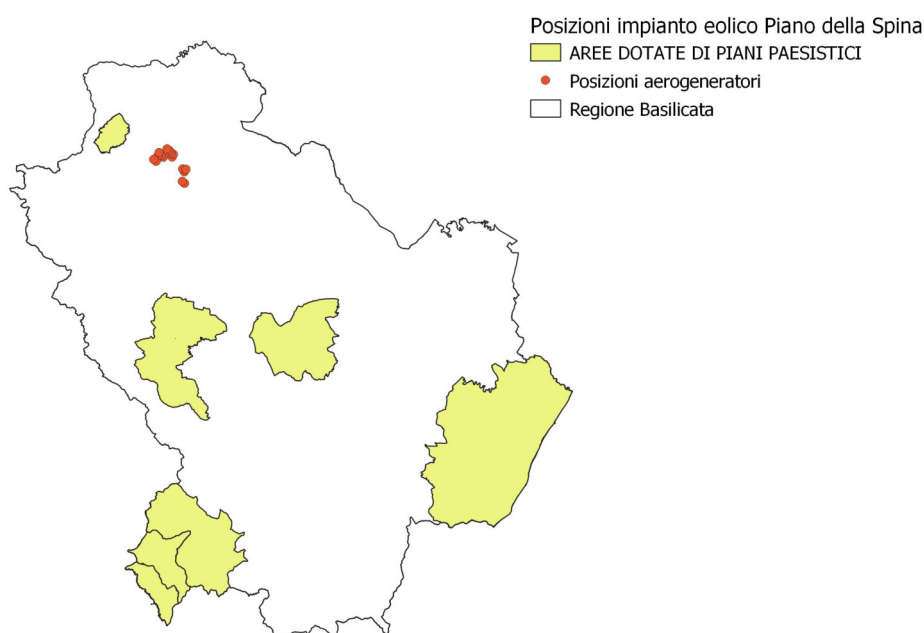 Posizioni impianto eolico Piano della Spina
AREE DOTATE DI PIANI PAESISTICI
Posizioni aerogeneratori
Regione Basilicata